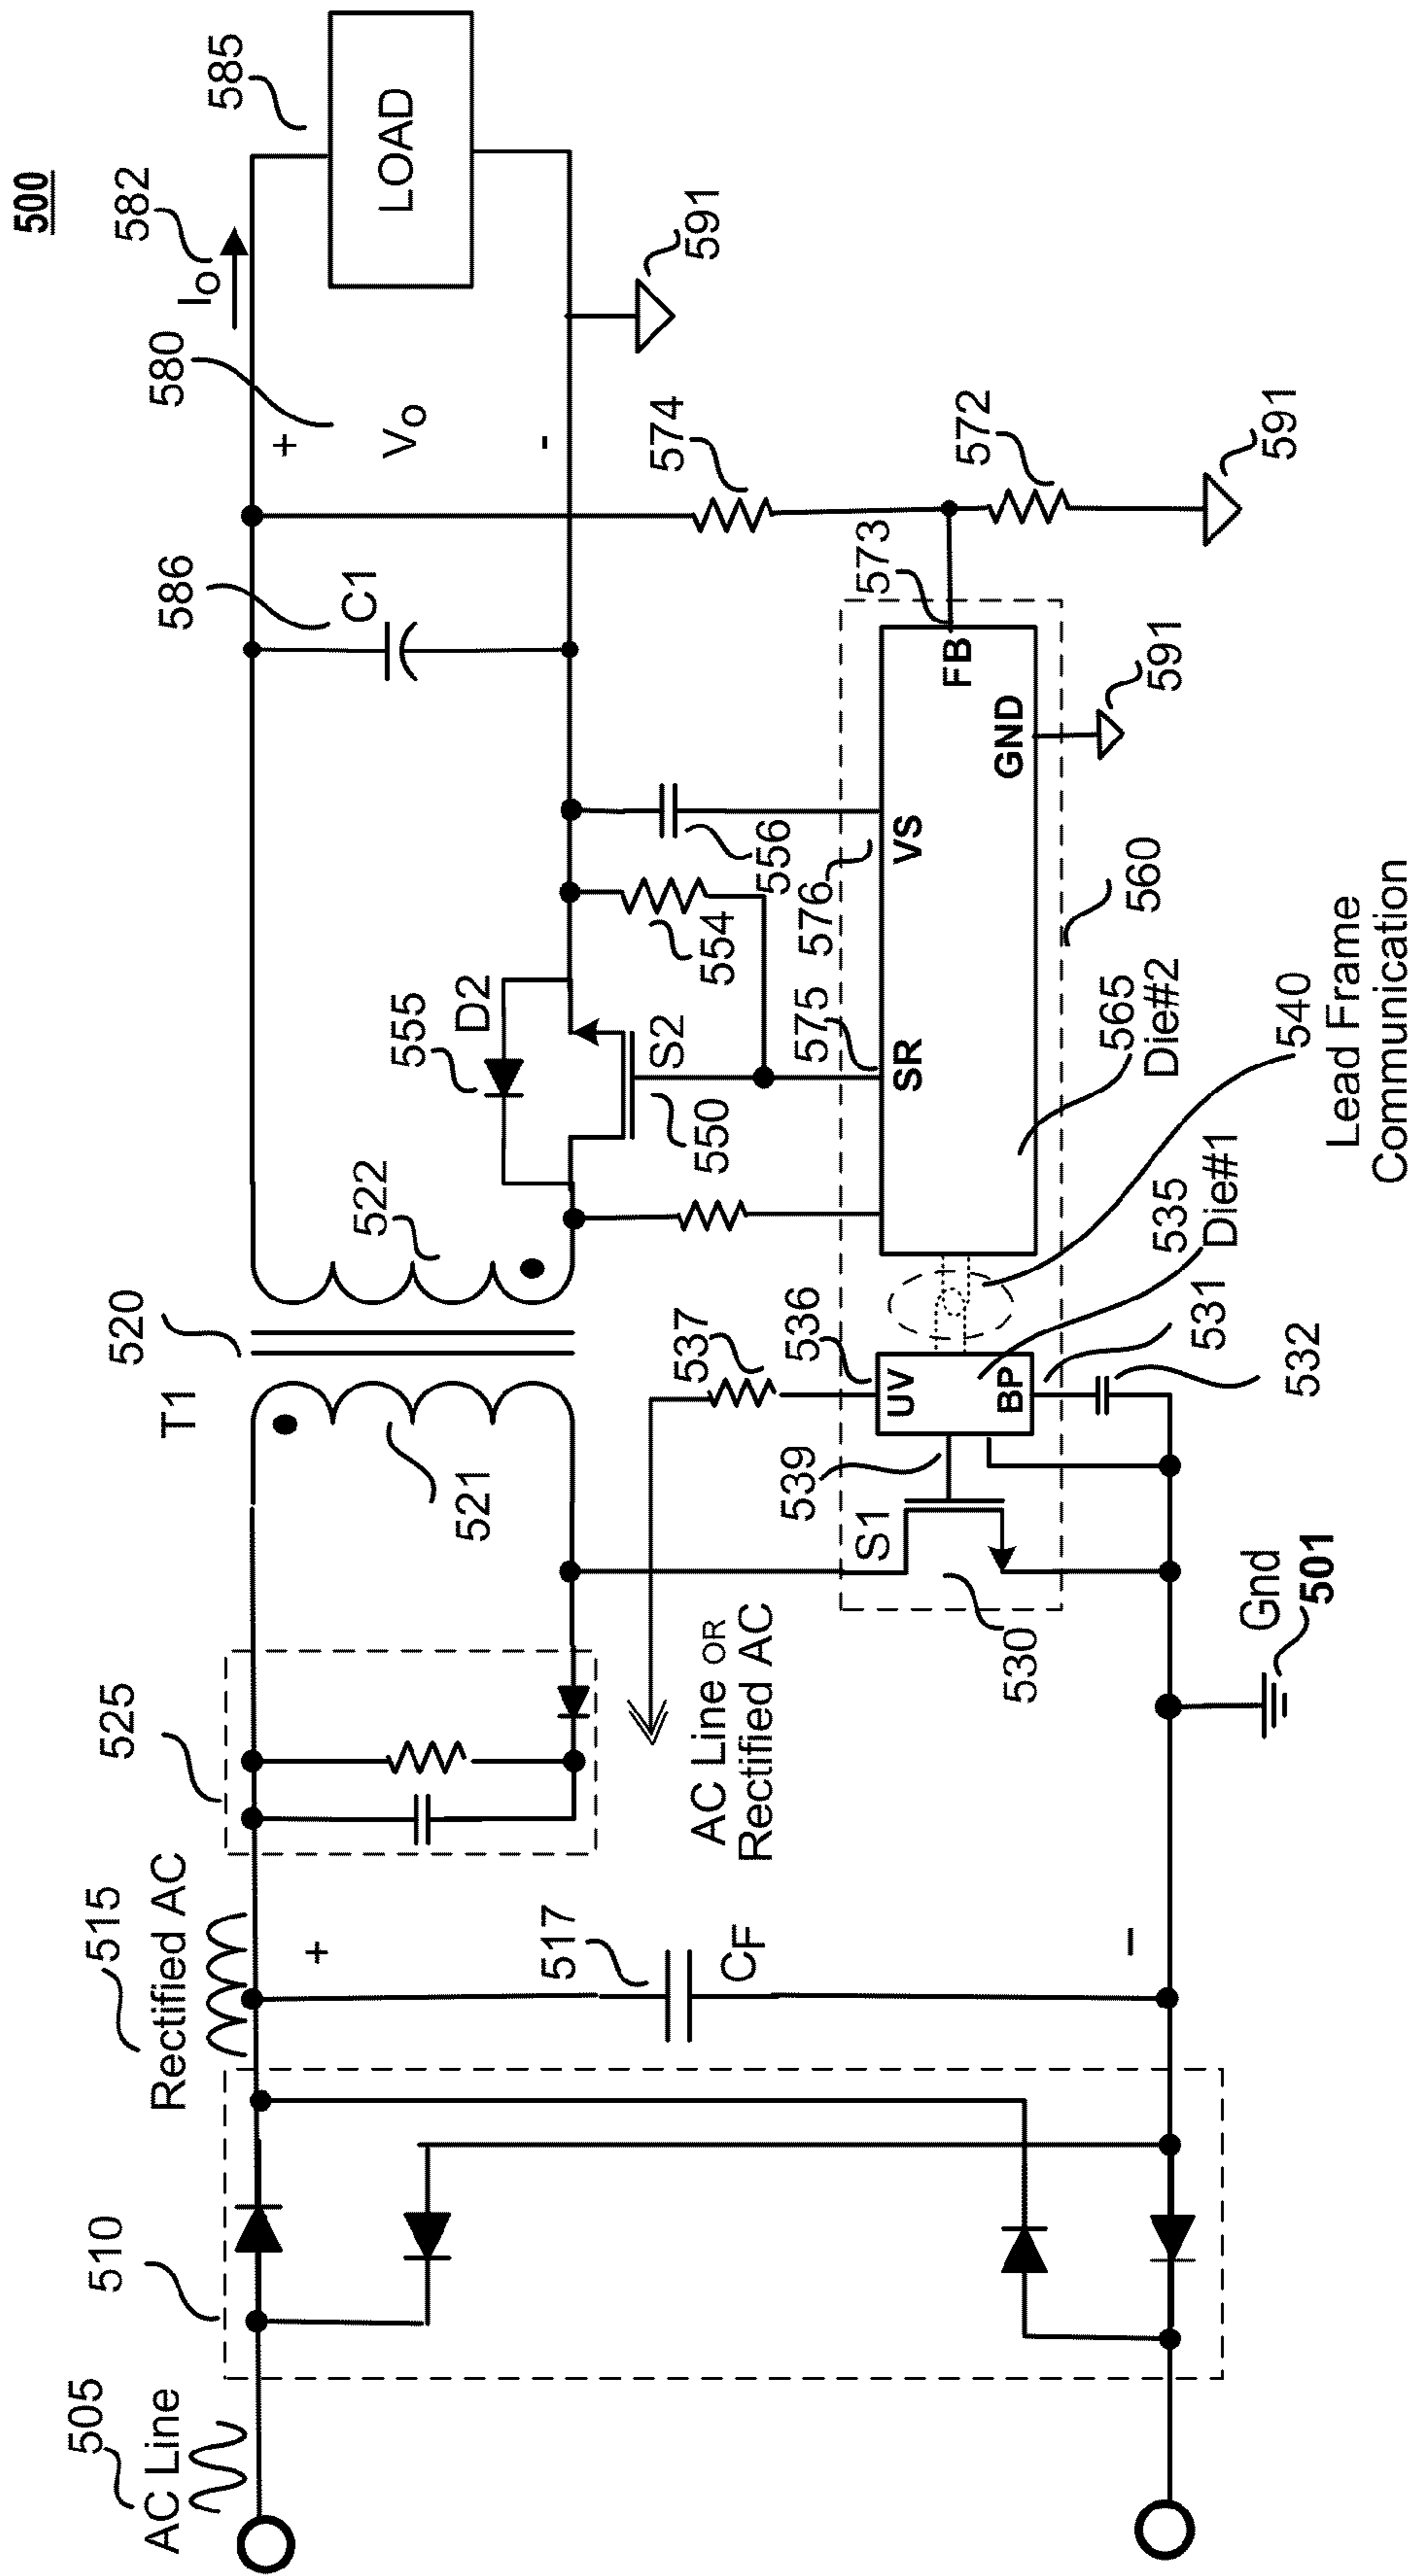 500
505
AC Line
510
515
Rectified AC
+
517
CF
–
525
AC Line OR
Rectified AC
Gnd
501
T1
520
521
522
S1
530
539
537
536
UV
BP
535
Die#1
531
532
540
Lead Frame
Communication
565
Die#2
560
555
D2
S2
550
554
556
575
SR
576
VS
573
FB
GND
591
586
C1
574
572
591
580
+
Vo
-
Io
582
591
585
LOAD